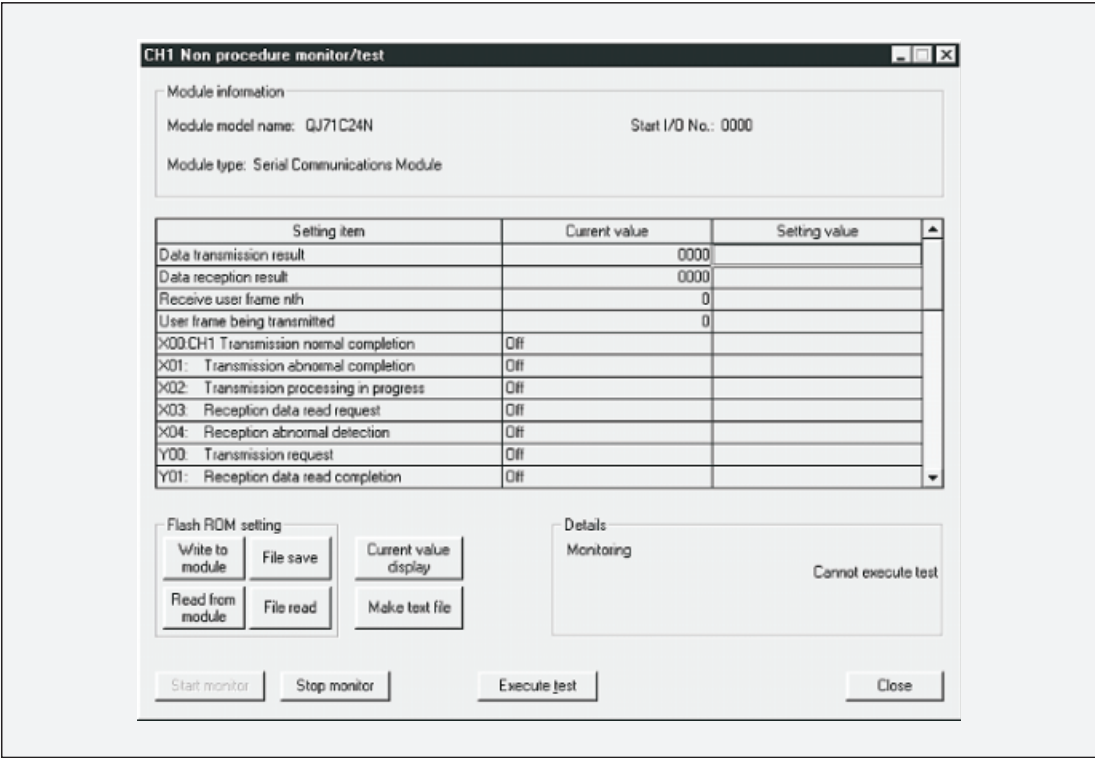 CH1 Non procedure monitor/test
Module information
Module model name: QJ71C24N Start I/O No.: 0000
Module type: Serial Communications Module
Setting item Current value Setting value
Data transmission result 0000
Data reception result 0000
Receive user frame nth 0
User frame being transmitted 0
X00:CH1 Transmission normal completion Off
X01: Transmission abnormal completion Off
X02: Transmission processing in progress Off
X03: Reception data read request Off
X04: Reception abnormal detection Off
Y00: Transmission request Off
Y01: Reception data read completion Off
Flash ROM setting
Write to
module
File save
Read from
module
File read
Current value
display
Make text file
Details
Monitoring
Cannot execute test
Start monitor Stop monitor Execute test Close